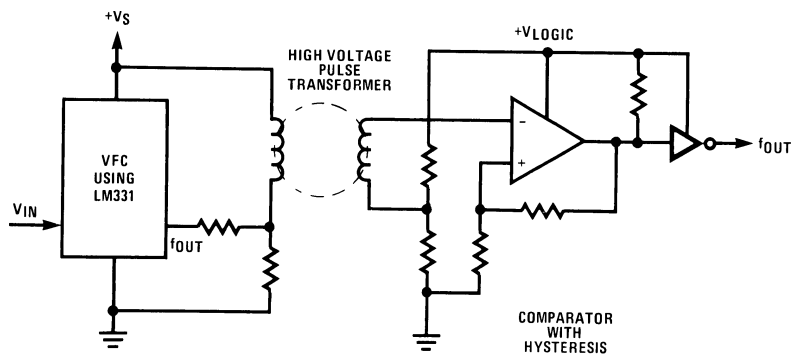 +VS
+VLOGIC
HIGH VOLTAGE
PULSE
TRANSFORMER
VFC
USING
LM331
−
+
fOUT
VIN
fOUT
COMPARATOR
WITH
HYSTERESIS